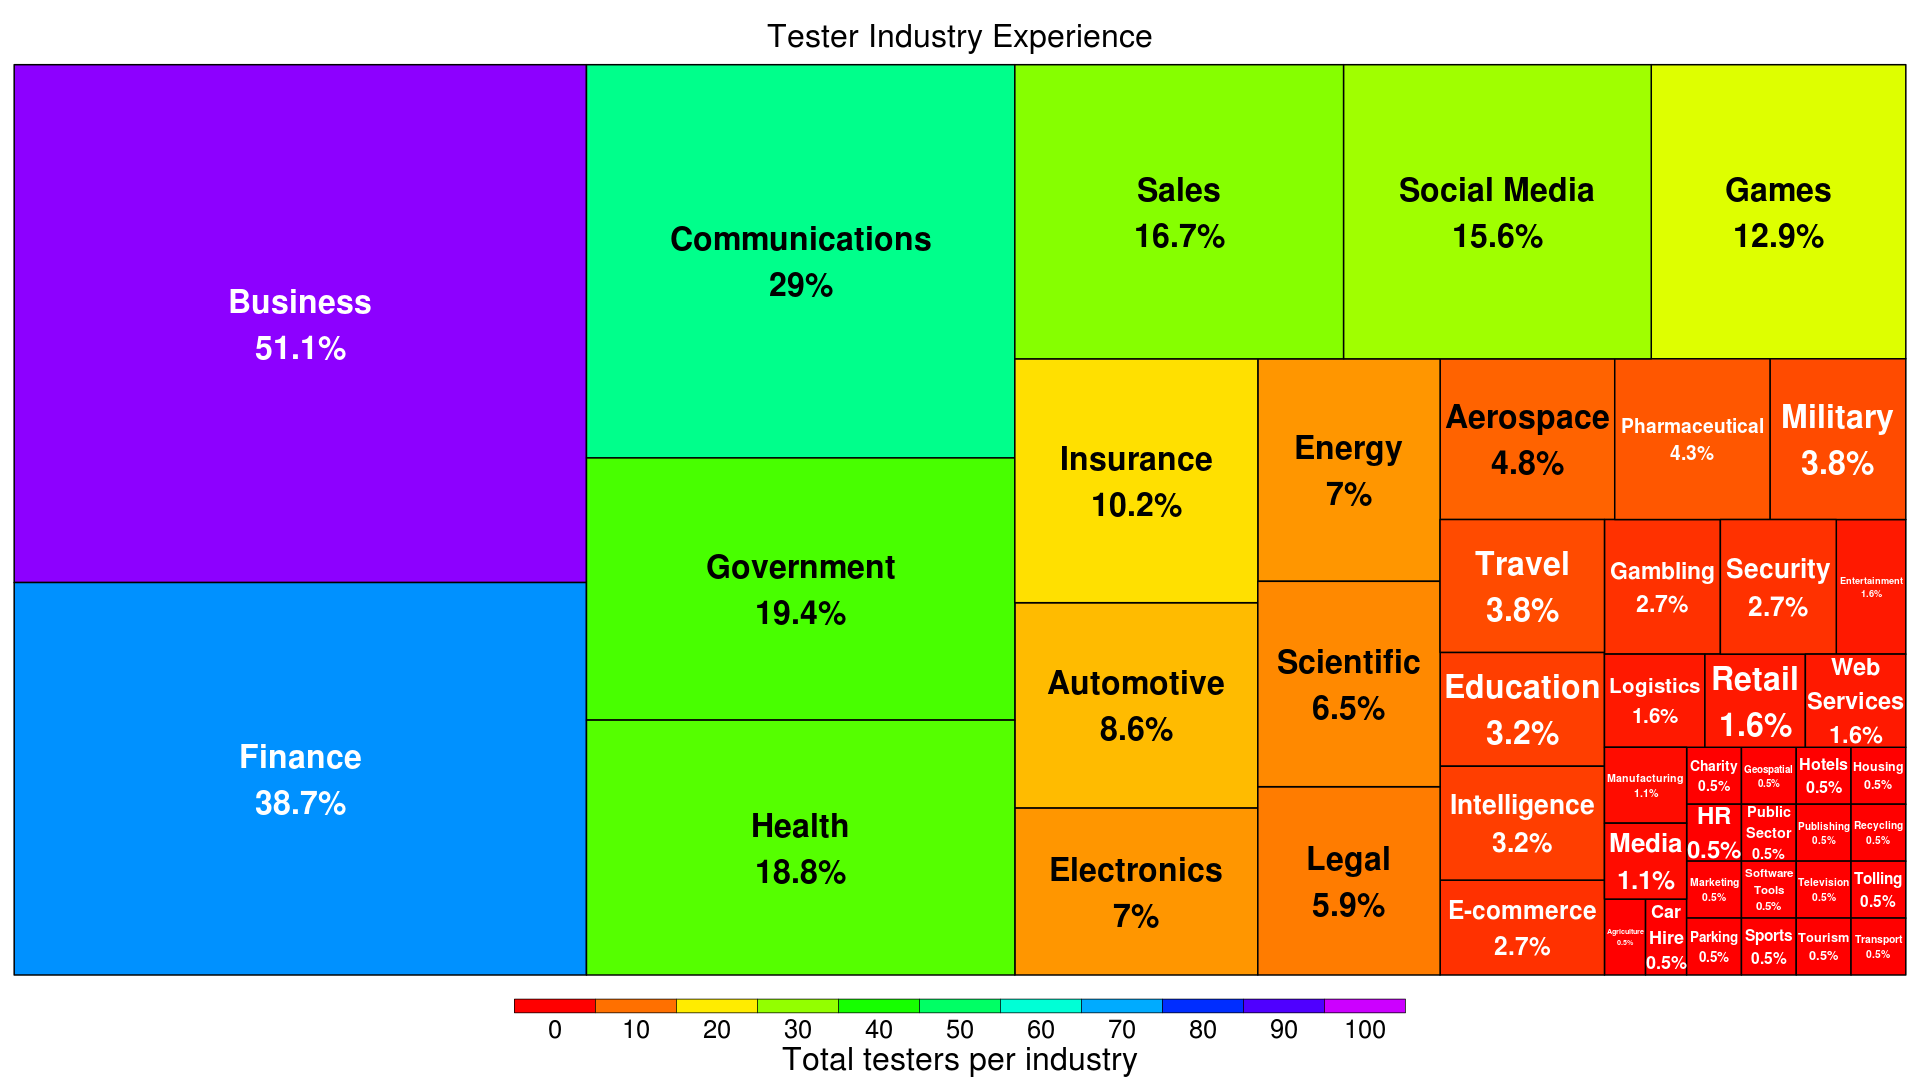 Tester Industry Experience
Business
51.1%
Finance
38.7%
Communications
29%
Government
19.4%
Health
18.8%
Sales
16.7%
Social Media
15.6%
Games
12.9%
Insurance
10.2%
Automotive
8.6%
Electronics
7%
Energy
7%
Scientific
6.5%
Legal
5.9%
Aerospace
4.8%
Pharmaceutical
4.3%
Military
3.8%
Travel
3.8%
Education
3.2%
Intelligence
3.2%
E-commerce
2.7%
Gambling
2.7%
Security
2.7%
Entertainment
1.6%
Logistics
1.6%
Retail
1.6%
Web
Services
1.6%
Manufacturing
1.1%
Media
1.1%
Agriculture
0.5%
Car
Hire
0.5%
Charity
0.5%
Geospatial
0.5%
Hotels
0.5%
Housing
0.5%
HR
0.5%
Public
Sector
0.5%
Publishing
0.5%
Recycling
0.5%
Marketing
0.5%
Software
Tools
0.5%
Television
0.5%
Tolling
0.5%
Parking
0.5%
Sports
0.5%
Tourism
0.5%
Transport
0.5%
0 10 20 30 40 50 60 70 80 90 100
Total testers per industry